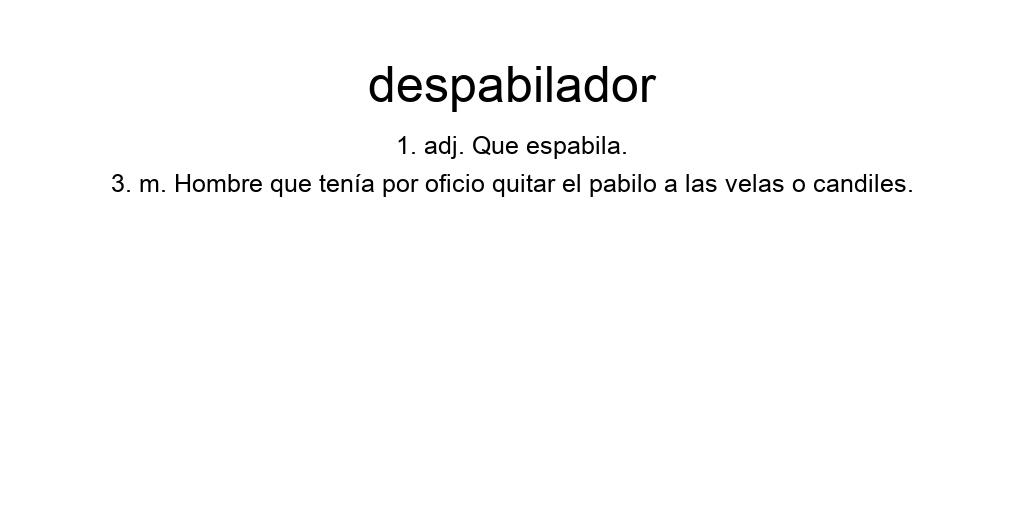 despabilador
1. adj. Que espabila.
3. m. Hombre que tenía por oficio quitar el pabilo a las velas o candiles.